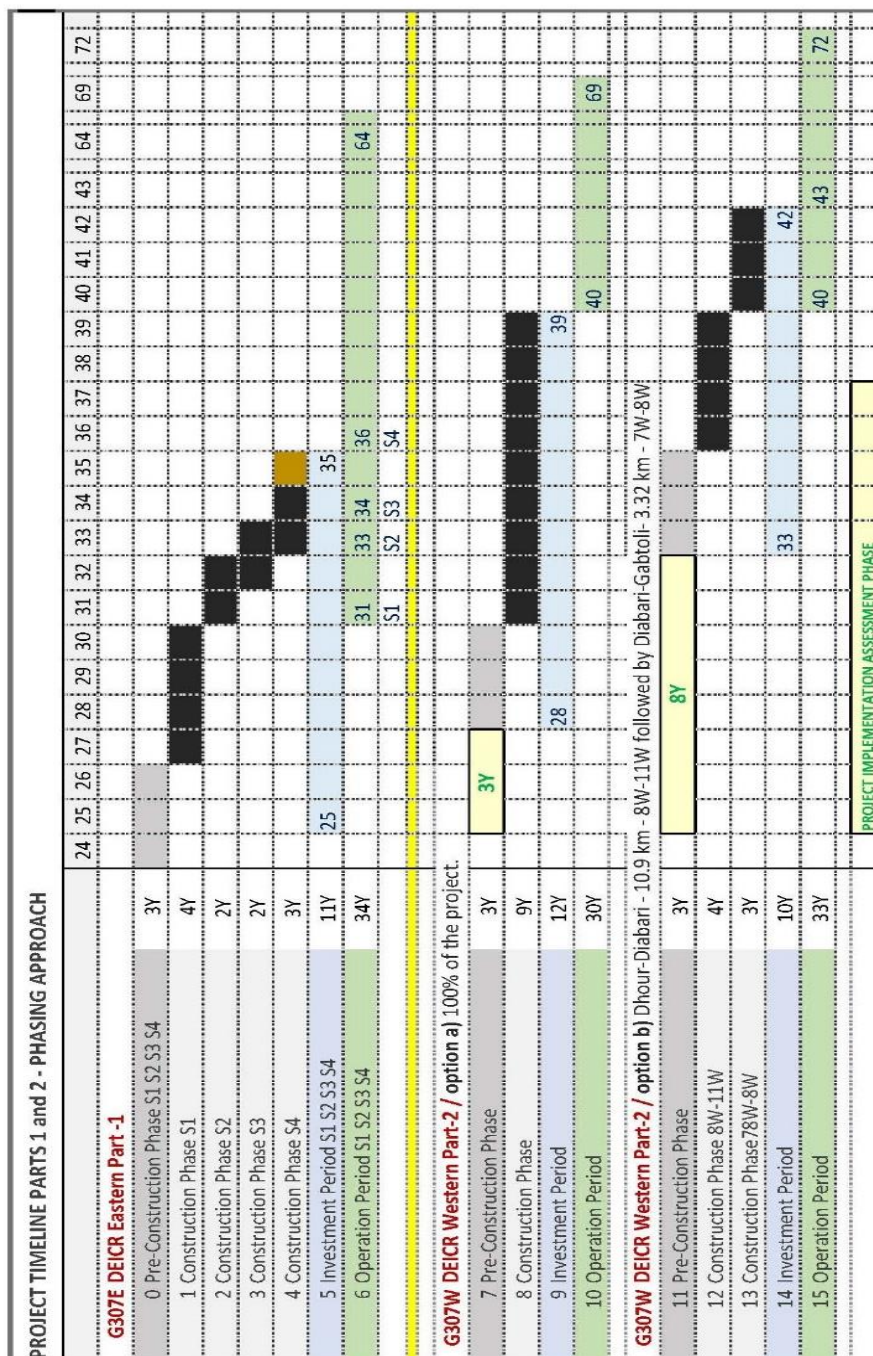 PROJECT TIMELINE PARTS 1 and 2 - PHASING APPROACH
24 25 26 27 28 29 30 31 32 33 34 35 36 37 38 39 40 41 42 43 64 69 72
G307E DEICR Eastern Part -1
0 Pre-Construction Phase S1 S2 S3 S4 3Y
1 Construction Phase S1 4Y
2 Construction Phase S2 2Y
3 Construction Phase S3 2Y
4 Construction Phase S4 3Y
5 Investment Period S1 S2 S3 S4 11Y 25 35
6 Operation Period S1 S2 S3 S4 34Y 31 33 34 36 64
S1 S2 S3 S4
G307W DEICR Western Part-2 / option a) 100% of the project.
7 Pre-Construction Phase 3Y 3Y
8 Construction Phase 9Y
9 Investment Period 12Y 28 39
10 Operation Period 30Y 40 69
G307W DEICR Western Part-2 / option b) Dhour-Diabari - 10.9 km - 8W-11W followed by Diabari-Gabtoli- 3.32 km - 7W-8W
11 Pre-Construction Phase 3Y 8Y
12 Construction Phase 8W-11W 4Y
13 Construction Phase78W-8W 3Y
14 Investment Period 10Y 33 42
15 Operation Period 33Y 40 43 72
PROJECT IMPLEMENTATION ASSESSMENT PHASE